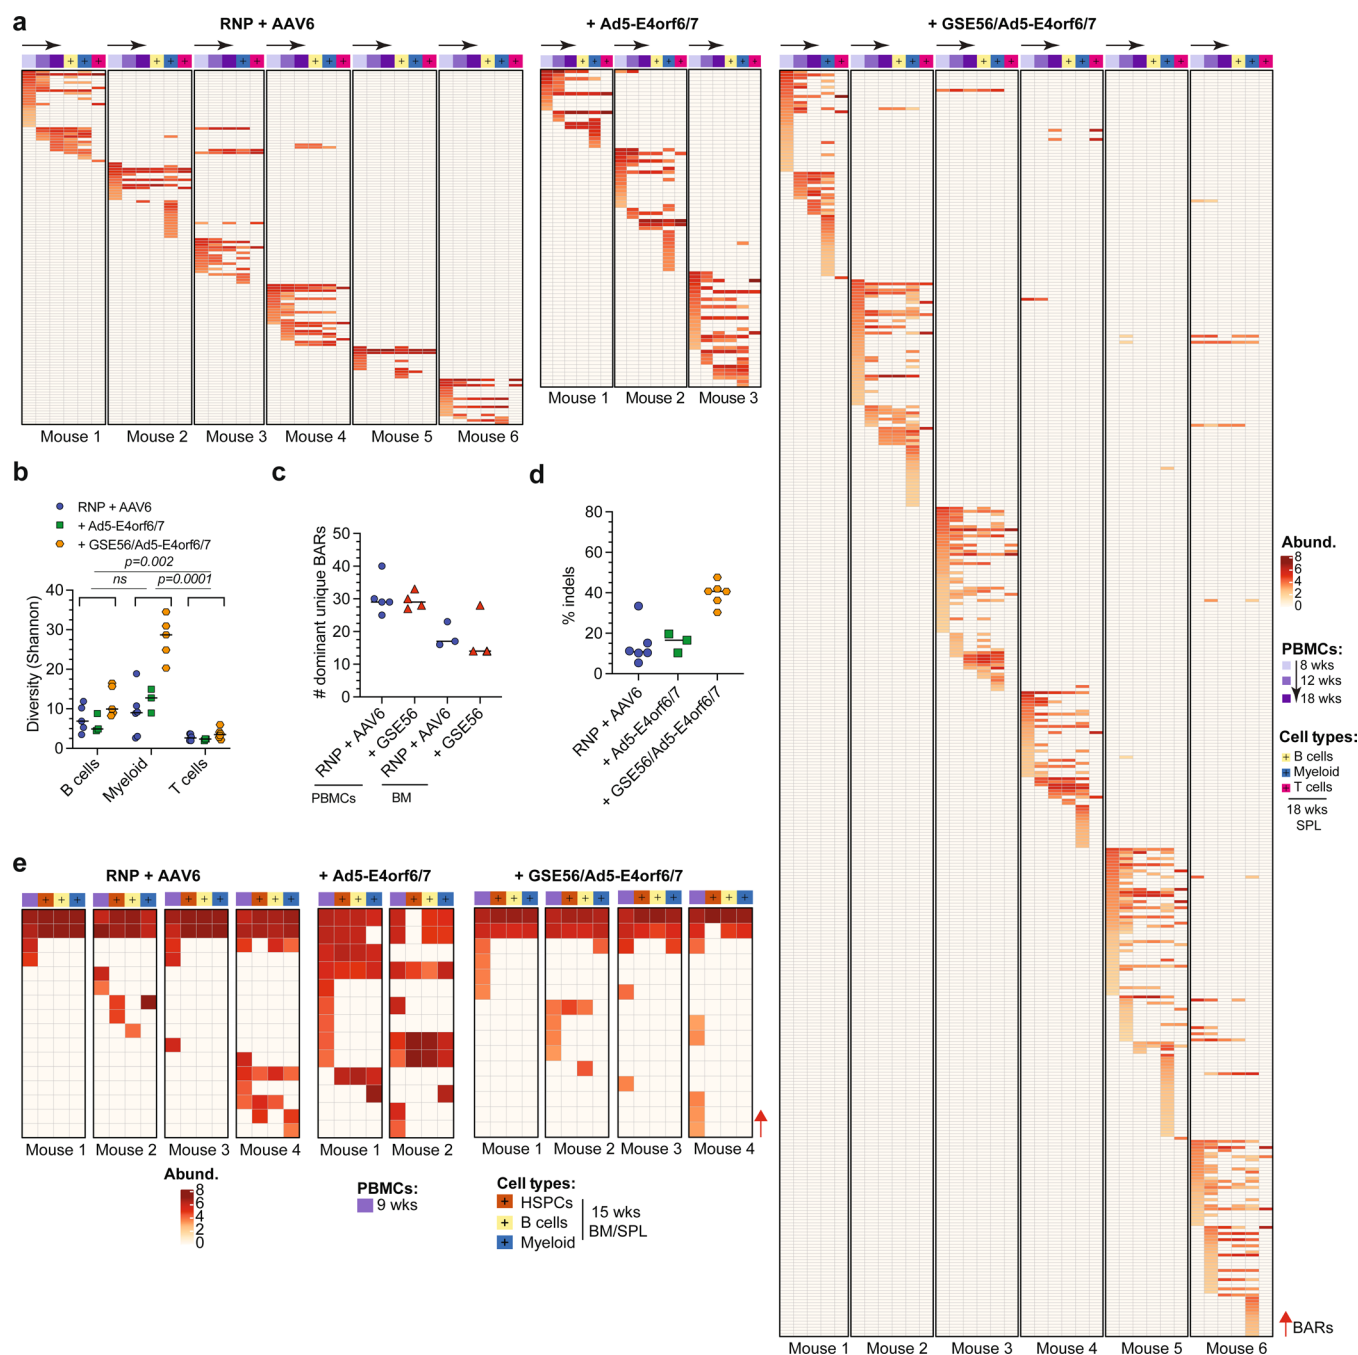 a
RNP + AAV6
+ Ad5-E4orf6/7
+ GSE56/Ad5-E4orf6/7
Mouse 1 Mouse 2 Mouse 3 Mouse 4 Mouse 5 Mouse 6
Mouse 1 Mouse 2 Mouse 3
Mouse 1 Mouse 2 Mouse 3 Mouse 4 Mouse 5 Mouse 6
BARs
Abund.
8
6
4
2
0
PBMCs:
8 wks
12 wks
18 wks
Cell types:
+ B cells
+ Myeloid
+ T cells
18 wks
SPL
b
RNP + AAV6
+ Ad5-E4orf6/7
+ GSE56/Ad5-E4orf6/7
p=0.002
ns p=0.0001
Diversity (Shannon)
40
30
20
10
0
B cells
Myeloid
T cells
c
# dominant unique BARs
50
40
30
20
10
0
RNP + AAV6
+ GSE56
RNP + AAV6
+ GSE56
PBMCs BM
d
% indels
80
60
40
20
0
RNP + AAV6
+ Ad5-E4orf6/7
+ GSE56/Ad5-E4orf6/7
e
RNP + AAV6
+ Ad5-E4orf6/7
+ GSE56/Ad5-E4orf6/7
Mouse 1 Mouse 2 Mouse 3 Mouse 4
Mouse 1 Mouse 2
Mouse 1 Mouse 2 Mouse 3 Mouse 4
Abund.
8
6
4
2
0
PBMCs:
9 wks
Cell types:
+ HSPCs
+ B cells
+ Myeloid
15 wks
BM/SPL